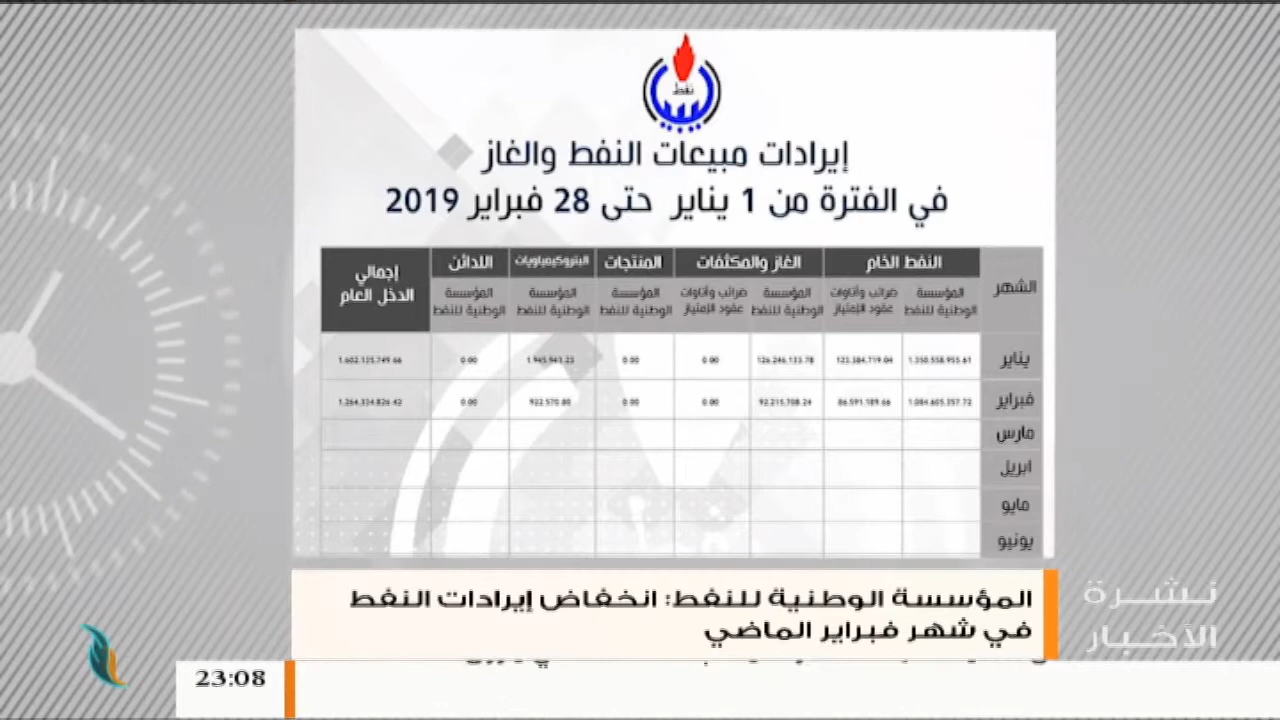 نفط
إيرادات مبيعات النفط والغاز
في الفترة من 1 يناير حتى 28 فبراير 2019
الشهر النفط الخام الغاز والمكثفات المنتجات البتروكيماويات اللدائن إجمالي الدخل العام
المؤسسة الوطنية للنفط ضرائب وأتاوات عقود الإمتياز المؤسسة الوطنية للنفط ضرائب وأتاوات عقود الإمتياز المؤسسة الوطنية للنفط المؤسسة الوطنية للنفط المؤسسة الوطنية للنفط
يناير 1.350.558.955.61 123.384.719.04 126.246.133.78 0.00 0.00 1.945.941.23 0.00 1.602.135.749.66
فبراير 1.084.605.357.72 86.591.189.66 92.215.708.24 0.00 0.00 922.570.80 0.00 1.264.334.826.42
مارس
ابريل
مايو
يونيو
المؤسسة الوطنية للنفط: انخفاض إيرادات النفط
في شهر فبراير الماضي
نشرة
الأخبار
23:08